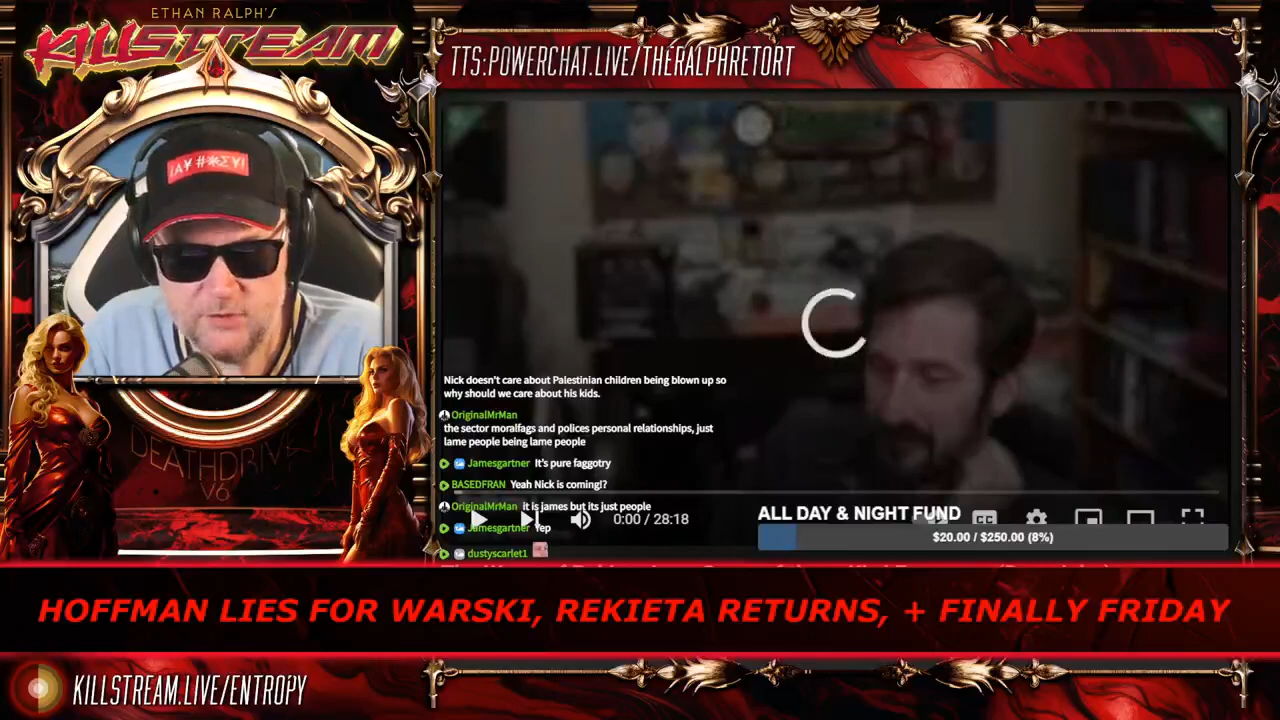 ETHAN RALPH'S
KILLSTREAM
TTS:POWERCHAT.LIVE/THERALPHRETORT
Nick doesn't care about Palestinian children being blown up so
why should we care about his kids.
OriginalMrMan
the sector moralfags and polices personal relationships, just
lame people being lame people
Jamesgartner It's pure faggotry
BASEDFRAN Yeah Nick is coming!?
OriginalMrMan it is james but its just people
Jamesgartner Yep
dustyscarlet1
0:00 / 28:18
CC
ALL DAY & NIGHT FUND
$20.00 / $250.00 (8%)
DEATHDRIVE
V6
HOFFMAN LIES FOR WARSKI, REKIETA RETURNS, + FINALLY FRIDAY
KILLSTREAM.LIVE/ENTROPY